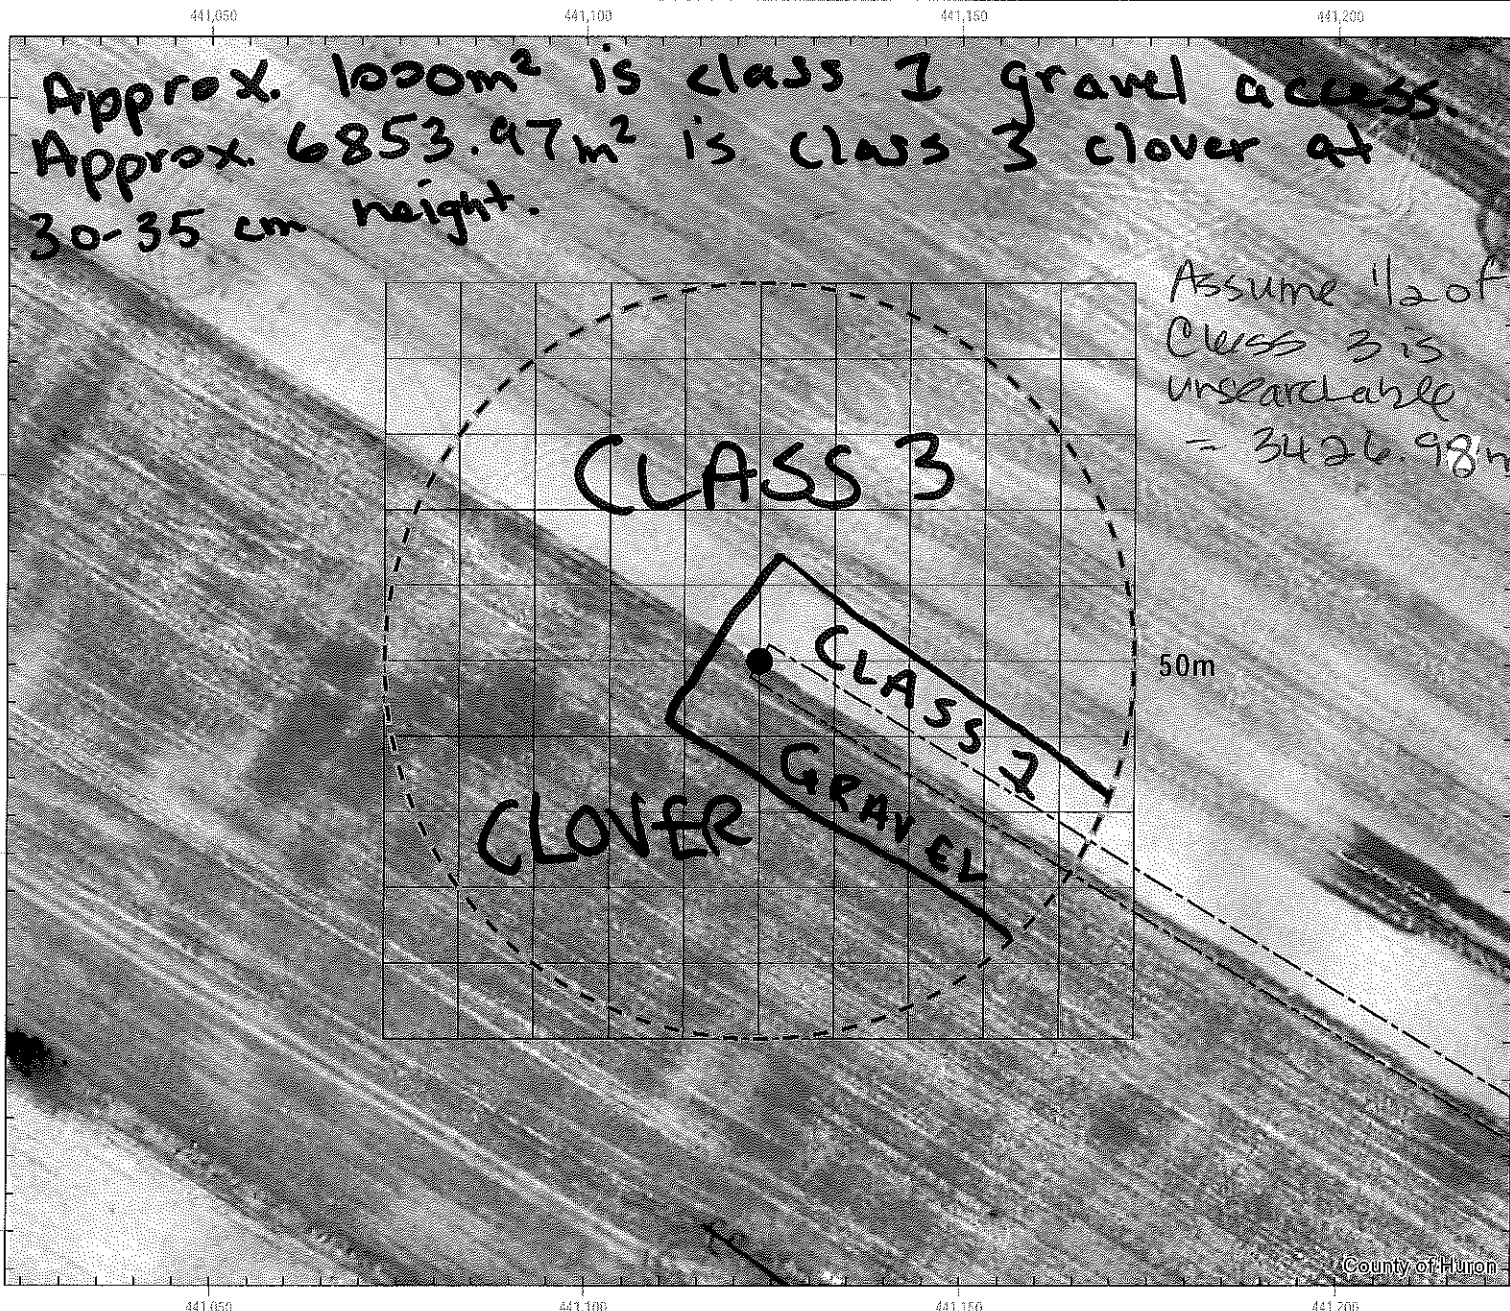 441,050 441,100 441,150 441,200
Approx. 1000m² is class 1 gravel access.
Approx. 6853.97m² is class 3 clover at
30-35 cm height.
Assume 1/2 of
Class 3 is
unsearchable
= 3426.98m
CLASS 3
CLASS 1
50m
GRAVEL
CLOVER
County of Huron
441,050 441,100 441,150 441,200